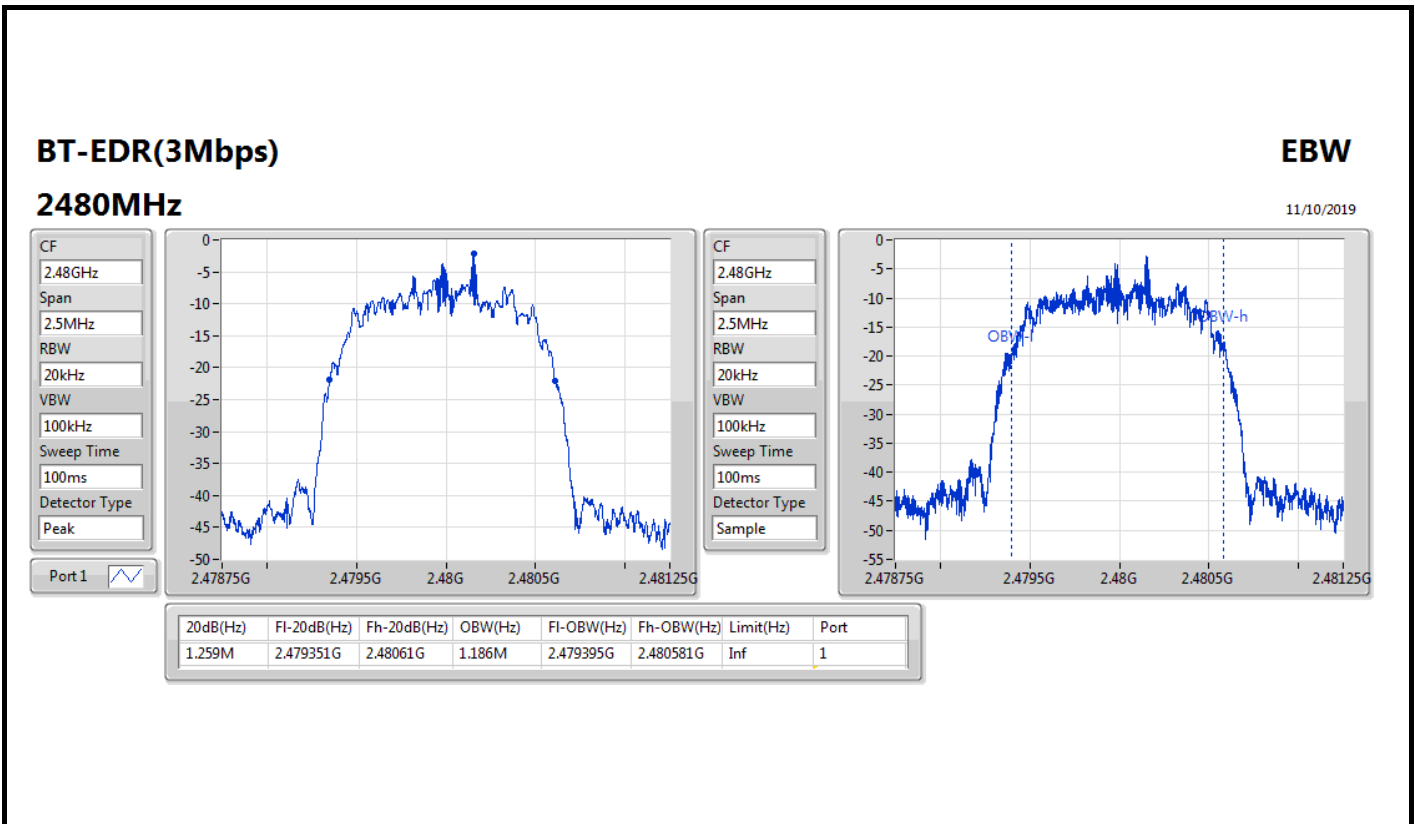 BT-EDR(3Mbps)
EBW
2480MHz
11/10/2019
CF
2.48GHz
Span
2.5MHz
RBW
20kHz
VBW
100kHz
Sweep Time
100ms
Detector Type
Peak
Port 1
0
-5
-10
-15
-20
-25
-30
-35
-40
-45
-50
2.47875G 2.4795G 2.48G 2.4805G 2.48125G
CF
2.48GHz
Span
2.5MHz
RBW
20kHz
VBW
100kHz
Sweep Time
100ms
Detector Type
Sample
0
-5
-10
-15
-20
-25
-30
-35
-40
-45
-50
-55
OBW-l
OBW-h
2.47875G 2.4795G 2.48G 2.4805G 2.48125G
20dB(Hz) Fl-20dB(Hz) Fh-20dB(Hz) OBW(Hz) Fl-OBW(Hz) Fh-OBW(Hz) Limit(Hz) Port
1.259M 2.479351G 2.48061G 1.186M 2.479395G 2.480581G Inf 1